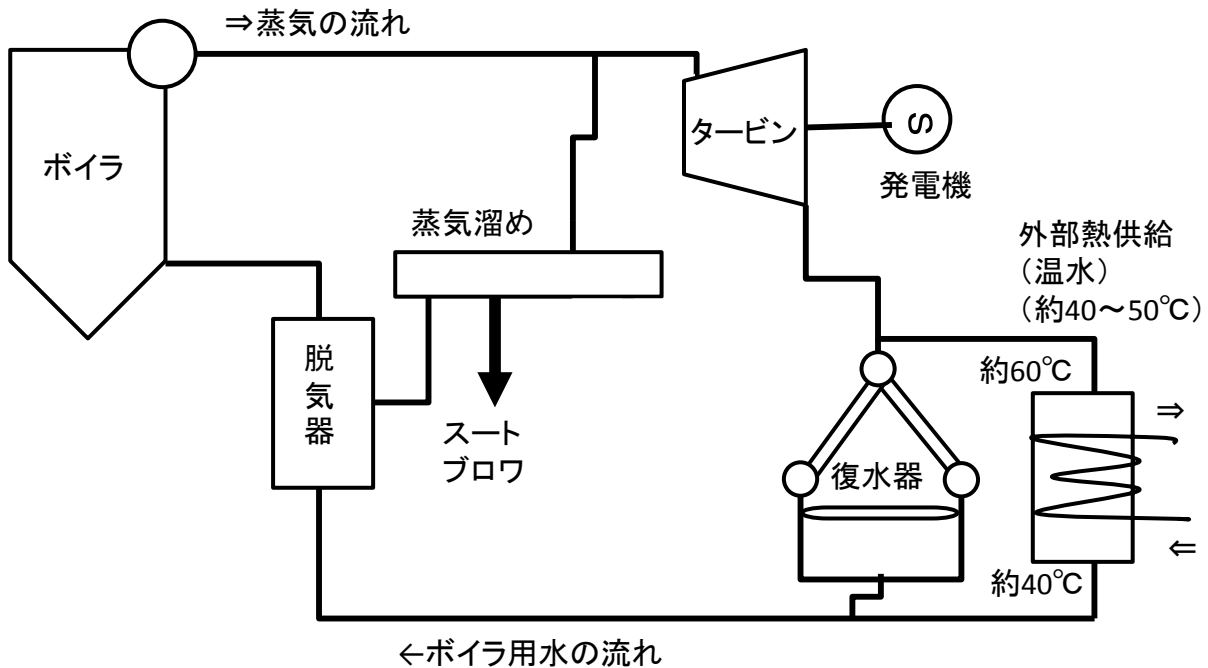 ⇒蒸気の流れ
ボイラ
タービン
S
発電機
蒸気溜め
外部熱供給
（温水）
（約40～50℃）
脱
気
器
約60℃
⇒
スート
ブロワ
復水器
⇐
約40℃
←ボイラ用水の流れ